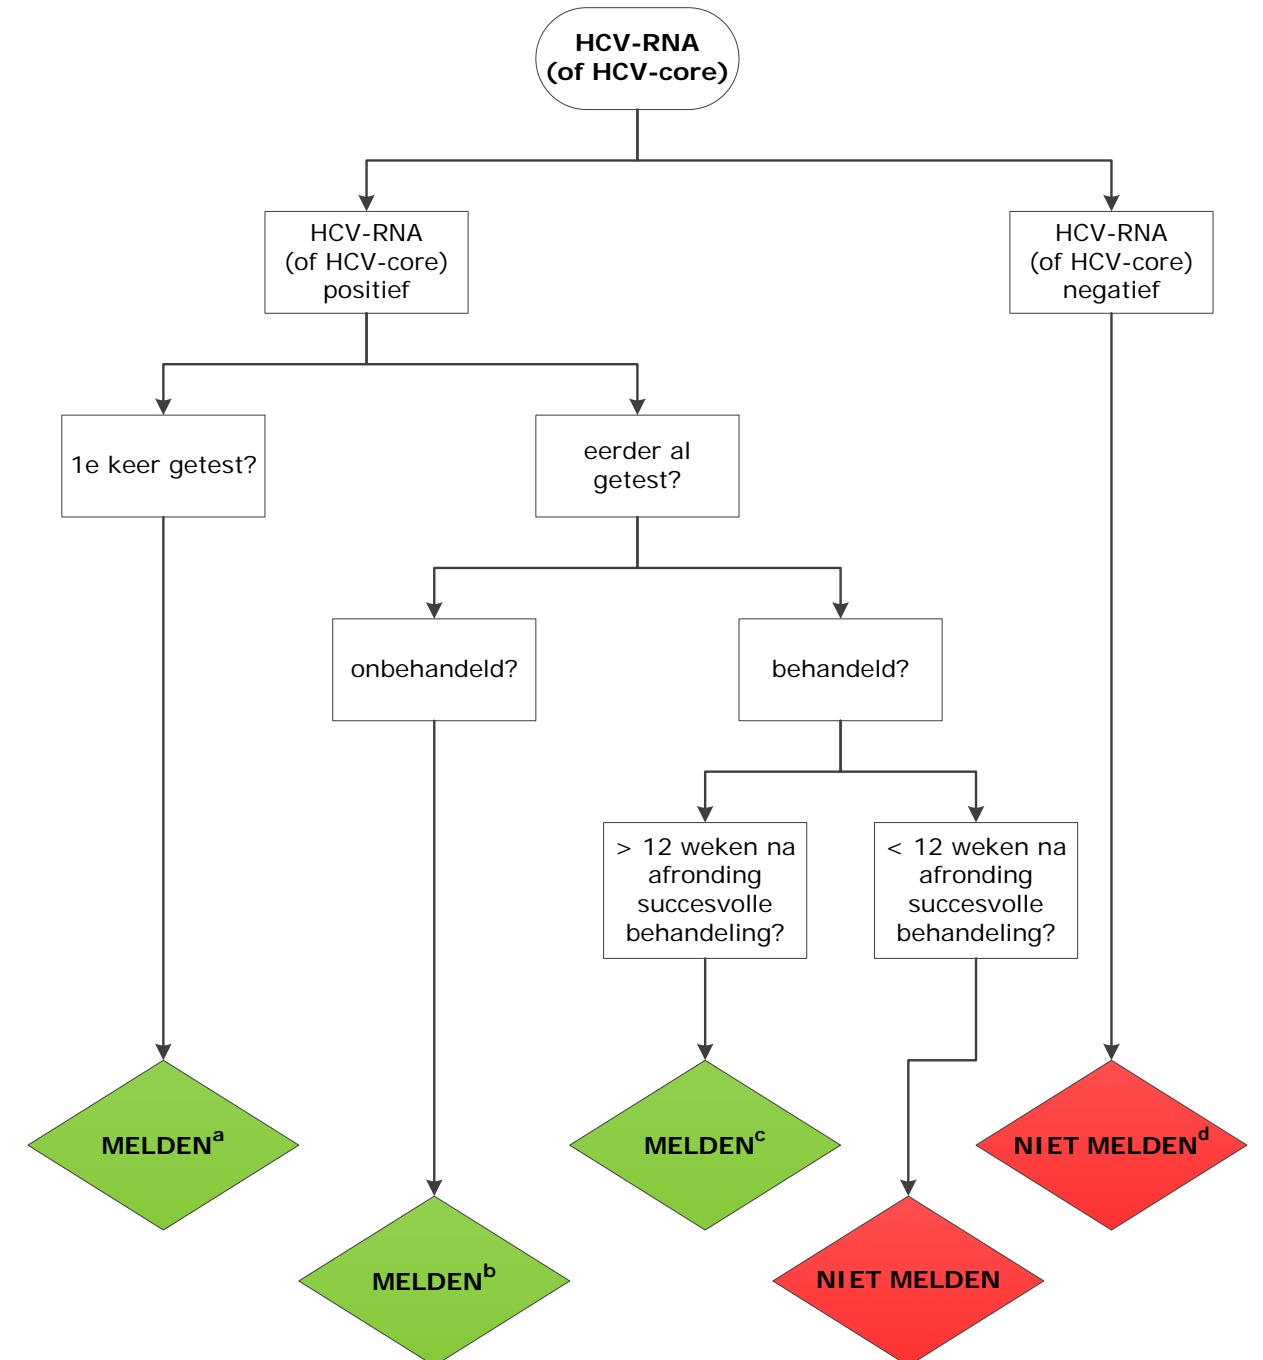 HCV-RNA
(of HCV-core)
HCV-RNA
(of HCV-core)
positief
HCV-RNA
(of HCV-core)
negatief
1e keer getest?
eerder al
getest?
onbehandeld?
behandeld?
> 12 weken na
afronding
succesvolle
behandeling?
< 12 weken na
afronding
succesvolle
behandeling?
MELDENᵃ
MELDENᶜ
NIET MELDENᵈ
MELDENᵇ
NIET MELDEN